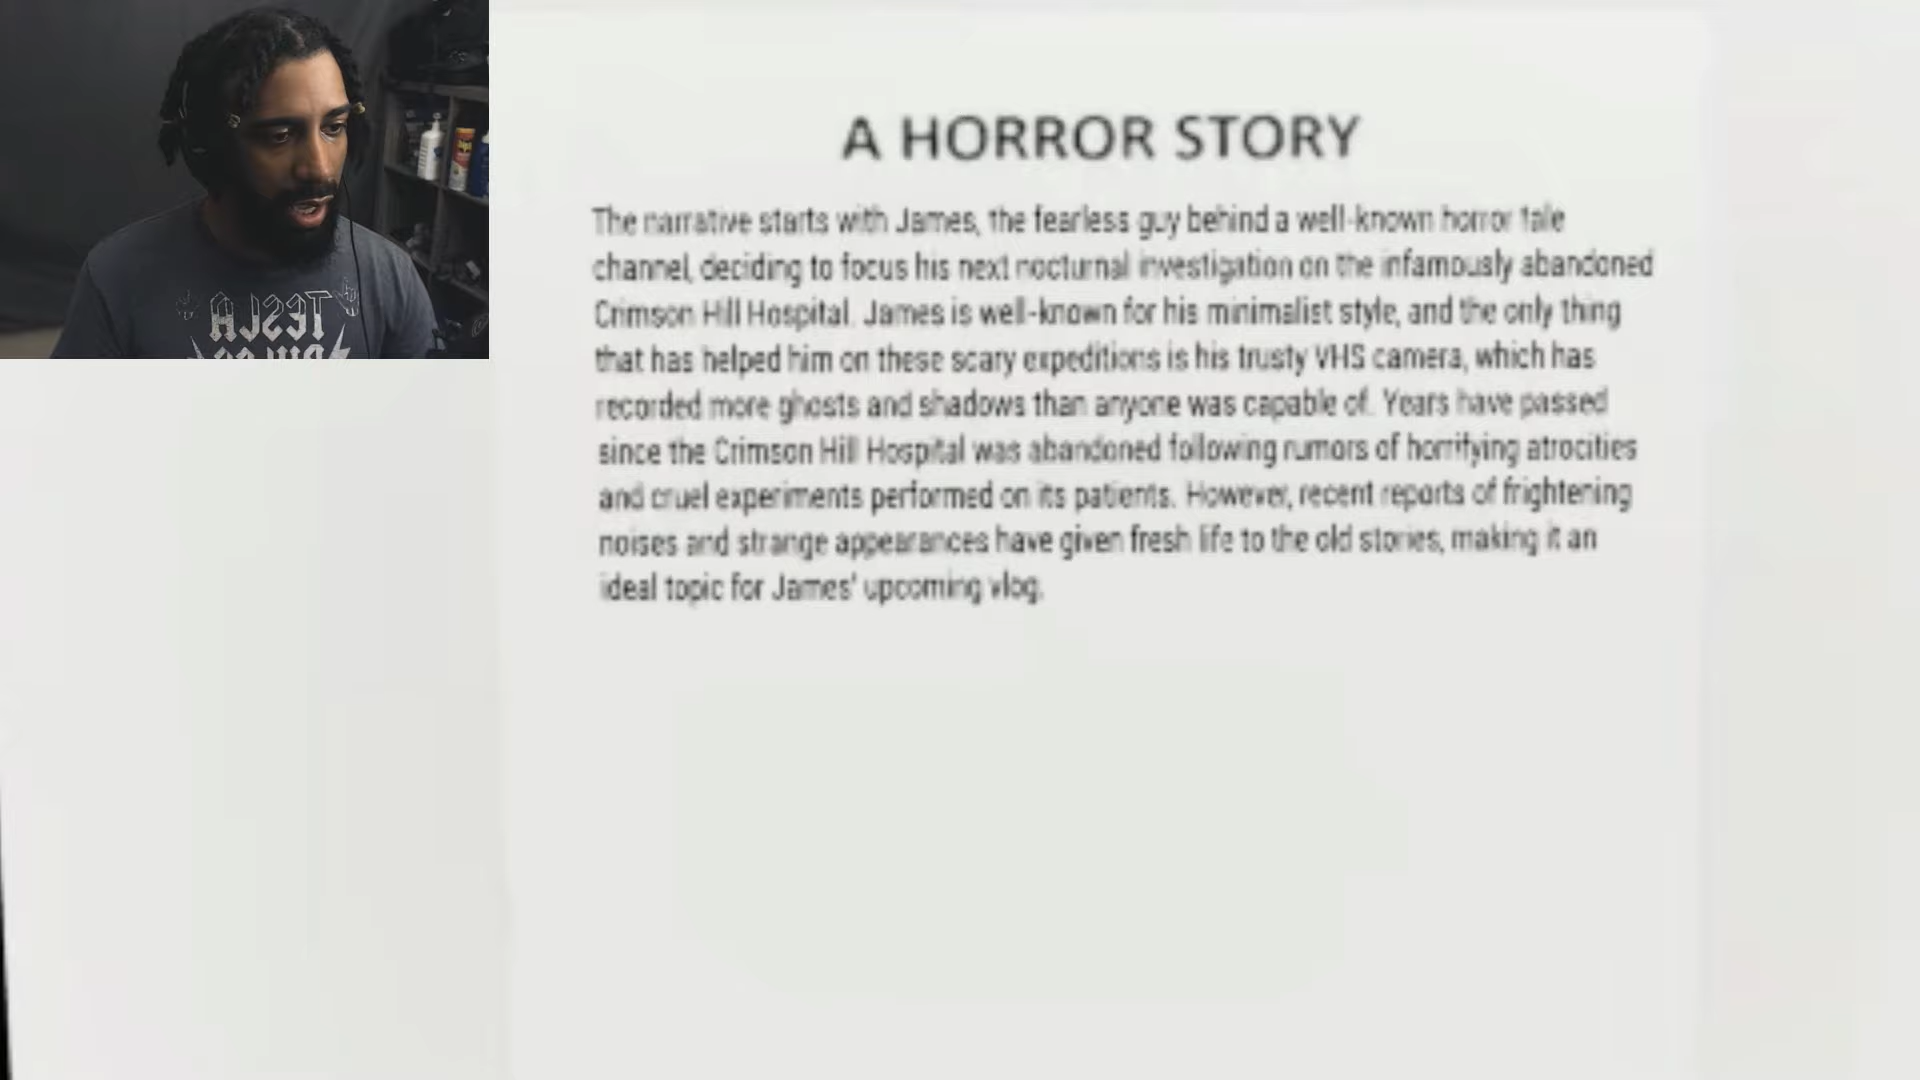 A HORROR STORY
The narrative starts with James, the fearless guy behind a well-known horror tale
channel, deciding to focus his next nocturnal investigation on the infamously abandoned
Crimson Hill Hospital. James is well-known for his minimalist style, and the only thing
that has helped him on these scary expeditions is his trusty VHS camera, which has
recorded more ghosts and shadows than anyone was capable of. Years have passed
since the Crimson Hill Hospital was abandoned following rumors of horrifying atrocities
and cruel experiments performed on its patients. However, recent reports of frightening
noises and strange appearances have given fresh life to the old stories, making it an
ideal topic for James' upcoming vlog.
TESLA